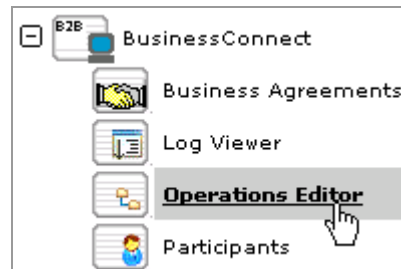 B2B BusinessConnect
Business Agreements
Log Viewer
Operations Editor
Participants